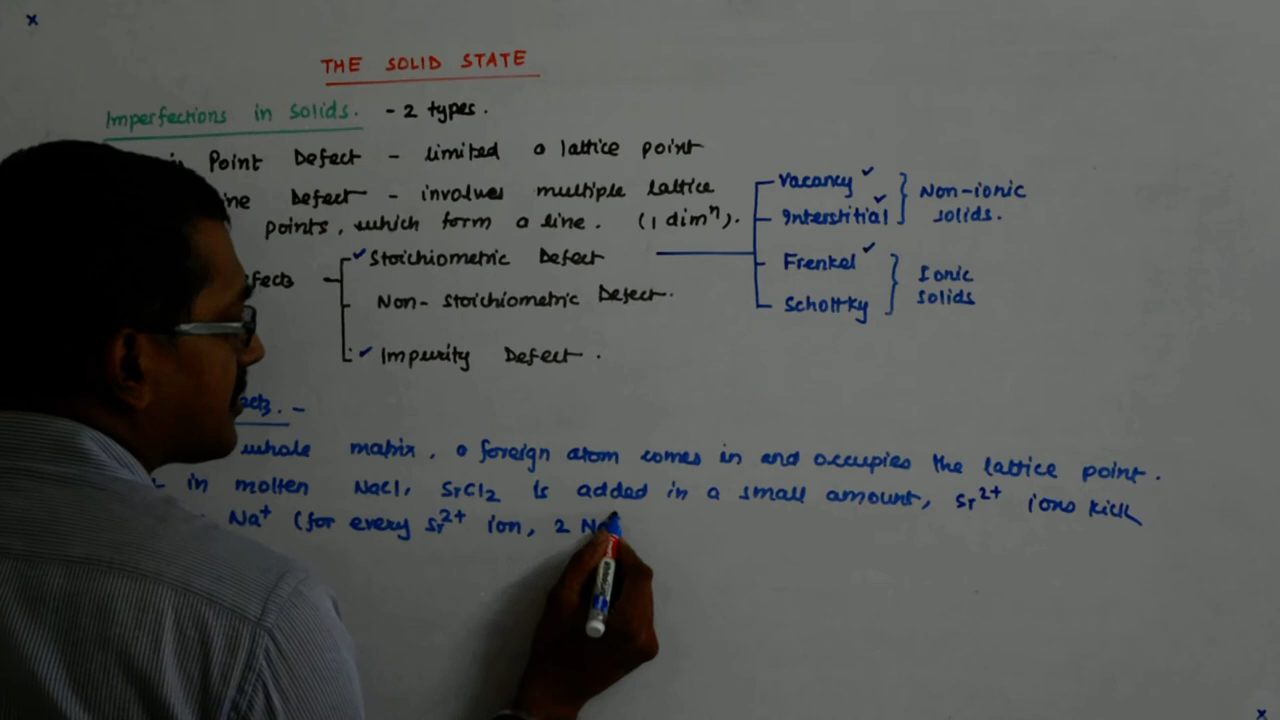 x
THE SOLID STATE
Imperfections in solids. - 2 types.
Point Defect - limited a lattice point
Defect - involves multiple lattice
points, which form a line. (1 dimⁿ).
Stoichiometric Defect
Non-Stoichiometric Defect.
✓ Impurity Defect.
Vacancy ✓
Interstitial ✓
Non-ionic
solids.
Frenkel ✓
Schottky
Ionic
solids
whole matrix, a foreign atom comes in and occupies the lattice point.
in molten NaCl, SrCl2 is added in a small amount, Sr2+ ions kick
Na+ (for every Sr2+ ion, 2 N
x